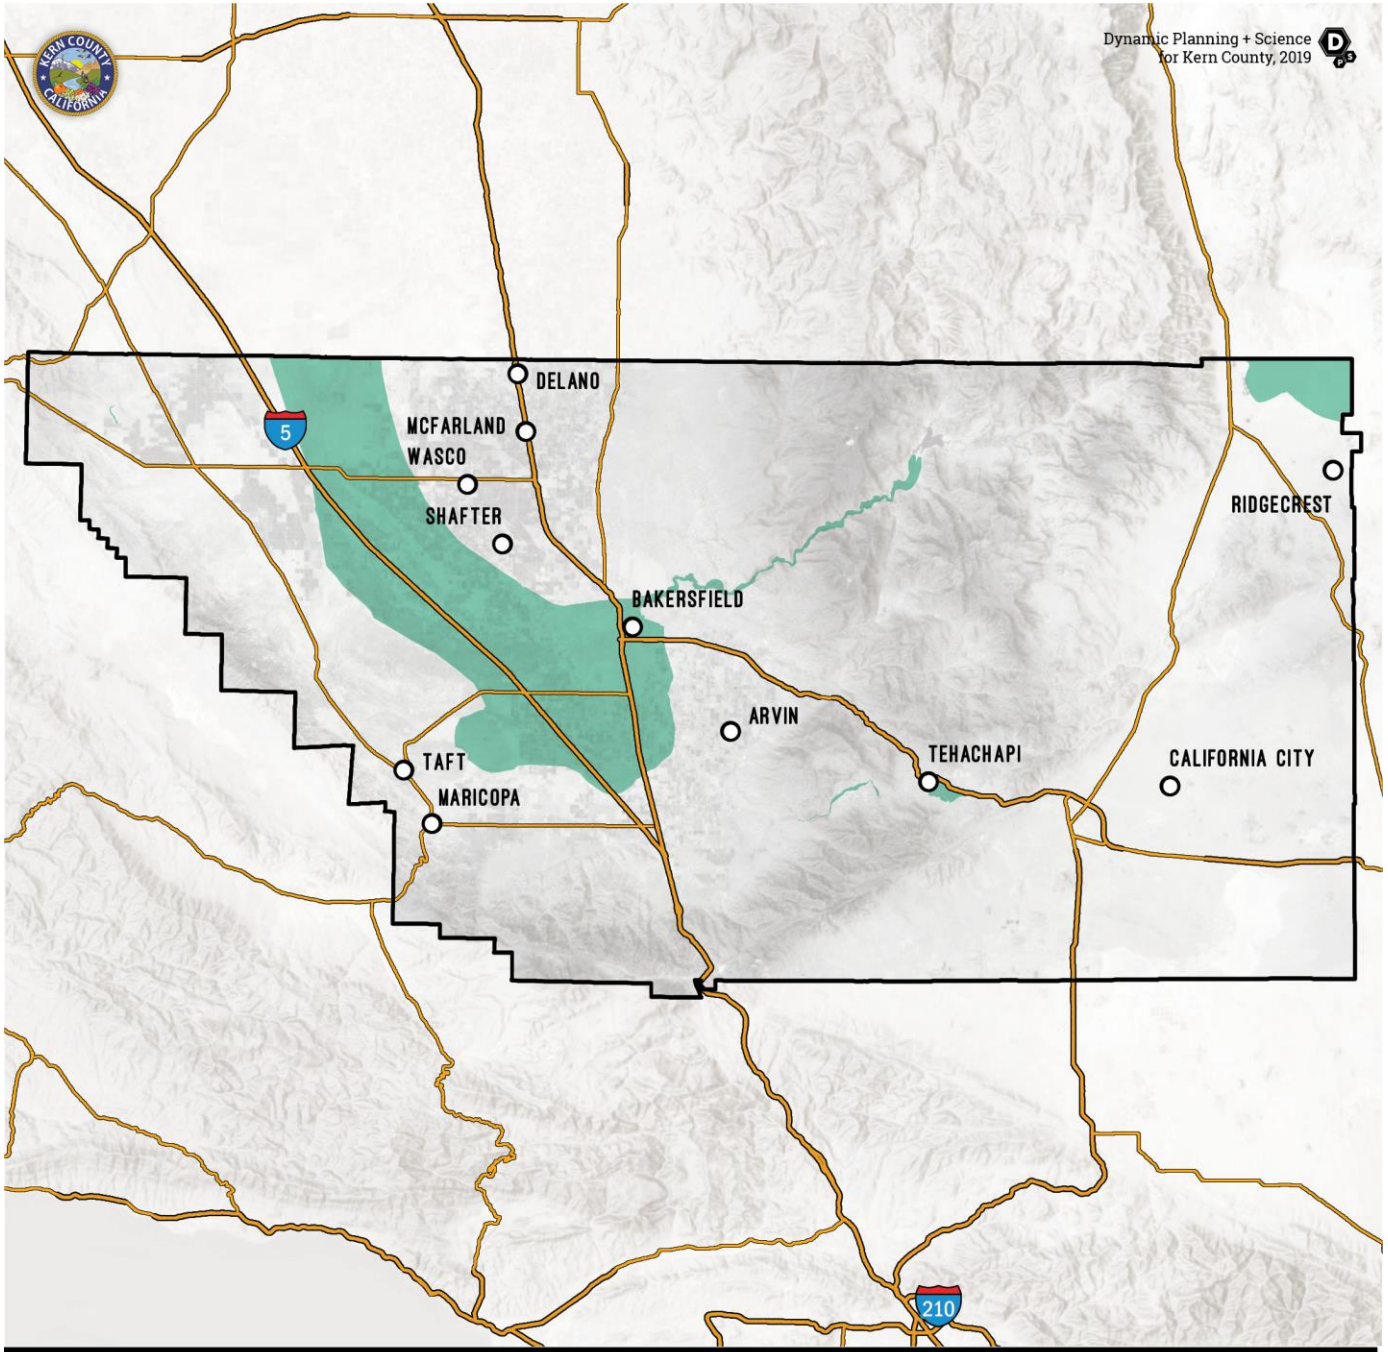 KERN COUNTY
CALIFORNIA
Dynamic Planning + Science
for Kern County, 2019
D
P
S
DELANO
5
MCFARLAND
WASCO
SHAFTER
RIDGECREST
BAKERSFIELD
ARVIN
TAFT
TEHACHAPI
CALIFORNIA CITY
MARICOPA
210